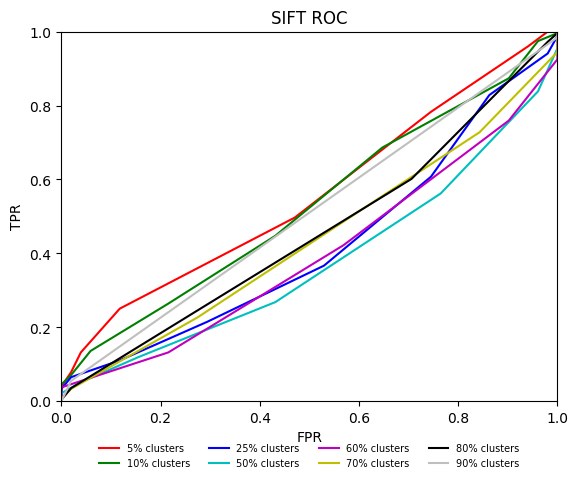 SIFT ROC
1.0
0.8
0.6
0.4
0.2
0.0
TPR
0.0 0.2 0.4 0.6 0.8 1.0
FPR
5% clusters 25% clusters 60% clusters 80% clusters
10% clusters 50% clusters 70% clusters 90% clusters